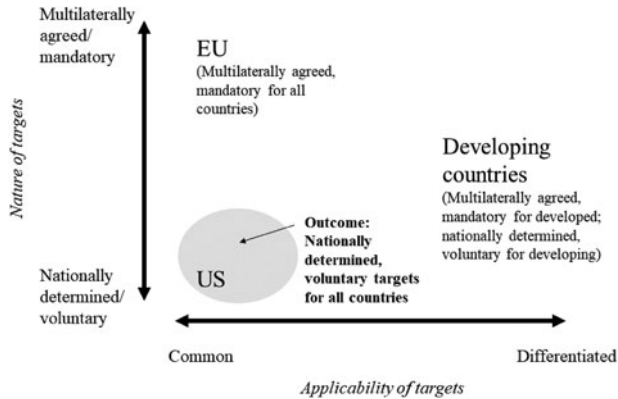 Multilaterally
agreed/
mandatory
Nature of targets
Nationally
determined/
voluntary
EU
(Multilaterally agreed,
mandatory for all
countries)
Developing
countries
(Multilaterally agreed,
mandatory for developed;
nationally determined,
voluntary for developing)
Outcome:
Nationally
determined,
voluntary targets
for all countries
US
Common
Differentiated
Applicability of targets